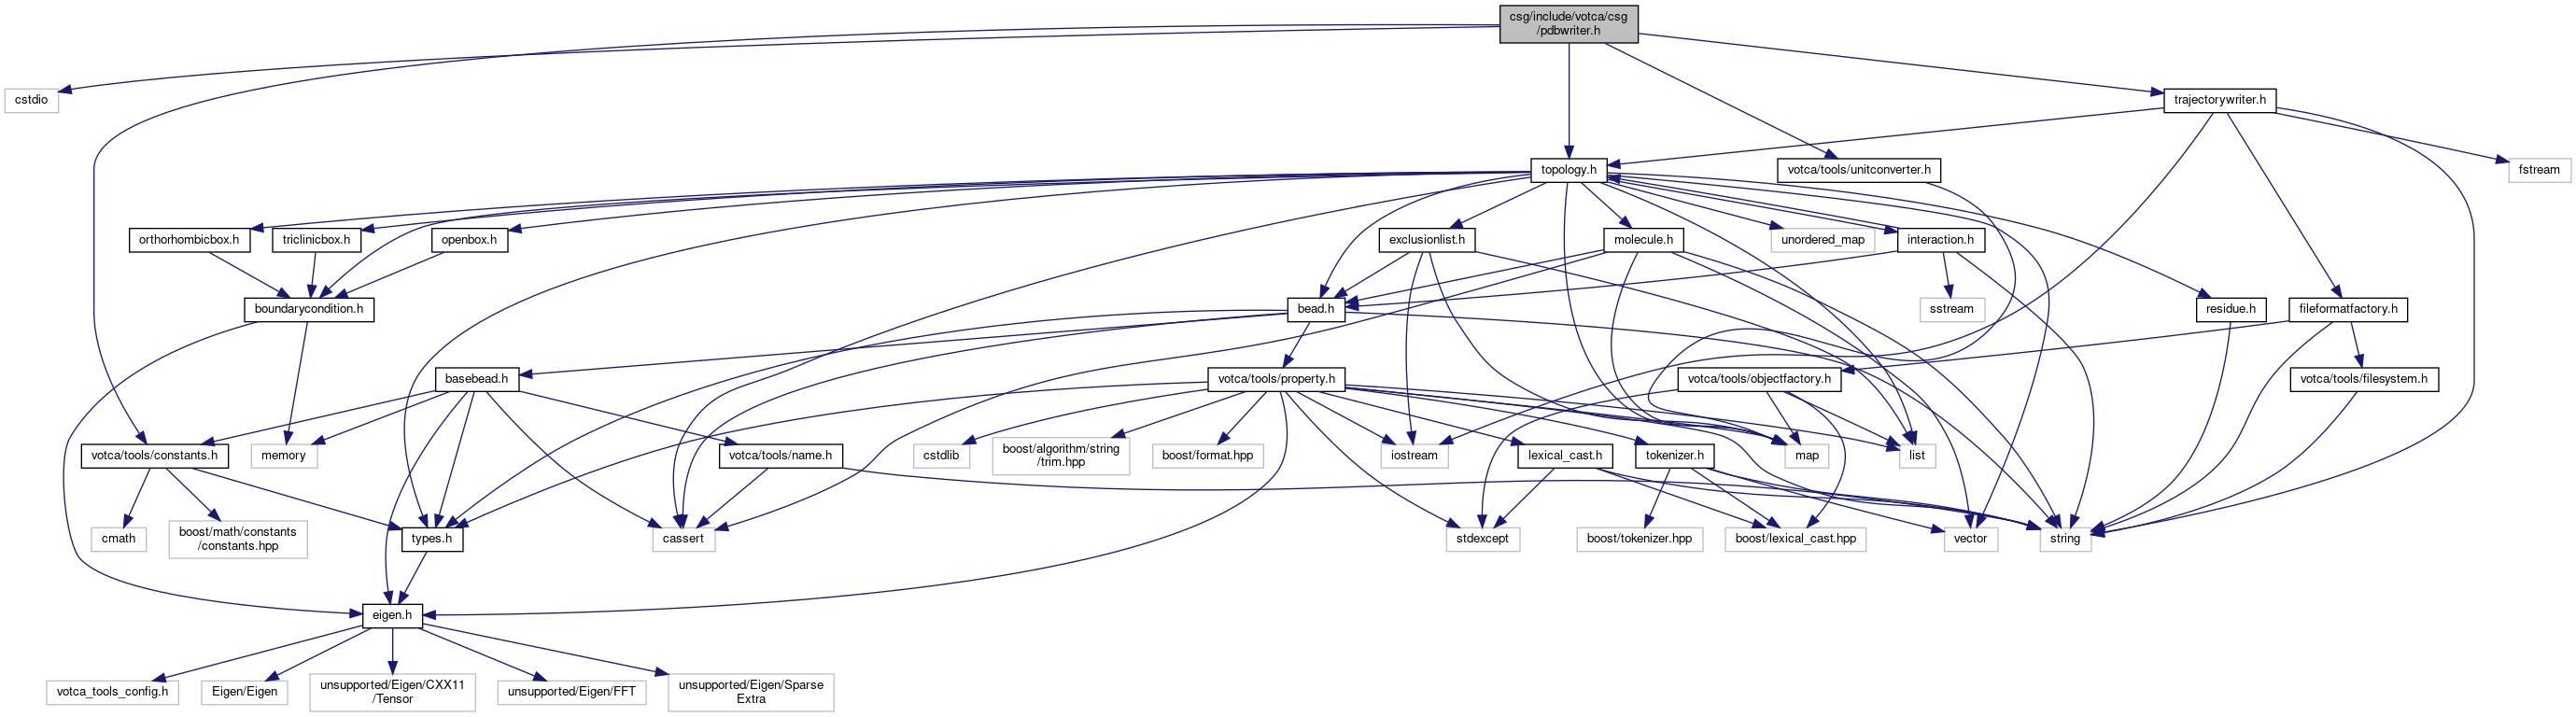 csg/include/votca/csg
/pdbwriter.h
cstdio
trajectorywriter.h
topology.h
votca/tools/unitconverter.h
fstream
orthorhombicbox.h
triclinicbox.h
openbox.h
exclusionlist.h
molecule.h
unordered_map
interaction.h
boundarycondition.h
bead.h
sstream
residue.h
fileformatfactory.h
basebead.h
votca/tools/property.h
votca/tools/objectfactory.h
votca/tools/filesystem.h
votca/tools/constants.h
memory
votca/tools/name.h
cstdlib
boost/algorithm/string
/trim.hpp
boost/format.hpp
iostream
lexical_cast.h
tokenizer.h
map
list
cmath
boost/math/constants
/constants.hpp
types.h
cassert
stdexcept
boost/tokenizer.hpp
boost/lexical_cast.hpp
vector
string
eigen.h
votca_tools_config.h
Eigen/Eigen
unsupported/Eigen/CXX11
/Tensor
unsupported/Eigen/FFT
unsupported/Eigen/Sparse
Extra